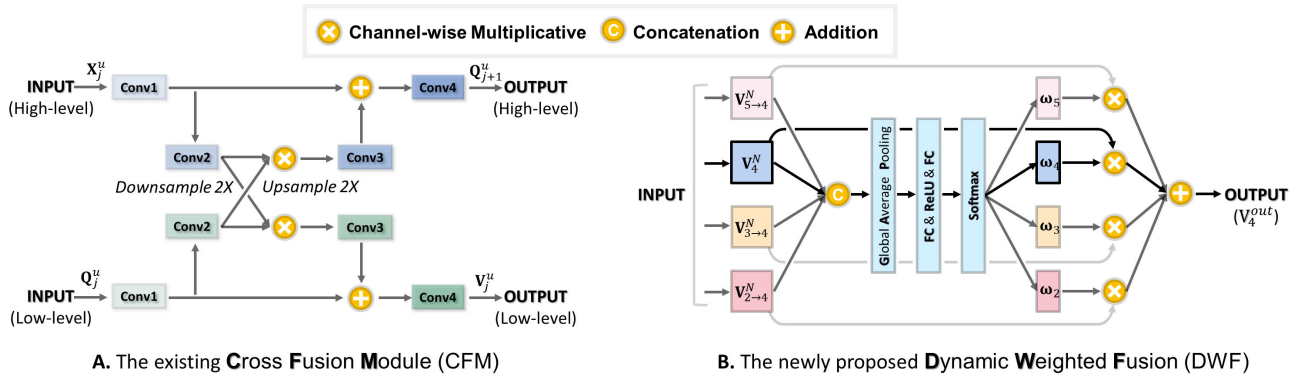 Channel-wise Multiplicative C Concatenation Addition
X_j^u
INPUT
(High-level)
Conv1
Conv4
Q_{j+1}^u
OUTPUT
(High-level)
Conv2
Conv3
Downsample 2X
Upsample 2X
Conv2
Conv3
Q_j^u
INPUT
(Low-level)
Conv1
Conv4
V_j^u
OUTPUT
(Low-level)
A. The existing Cross Fusion Module (CFM)
INPUT
V_{5→4}^N
V_4^N
V_{3→4}^N
V_{2→4}^N
C
Global Average Pooling
FC & ReLU & FC
Softmax
ω_5
ω_4
ω_3
ω_2
OUTPUT
(V_4^{out})
B. The newly proposed Dynamic Weighted Fusion (DWF)